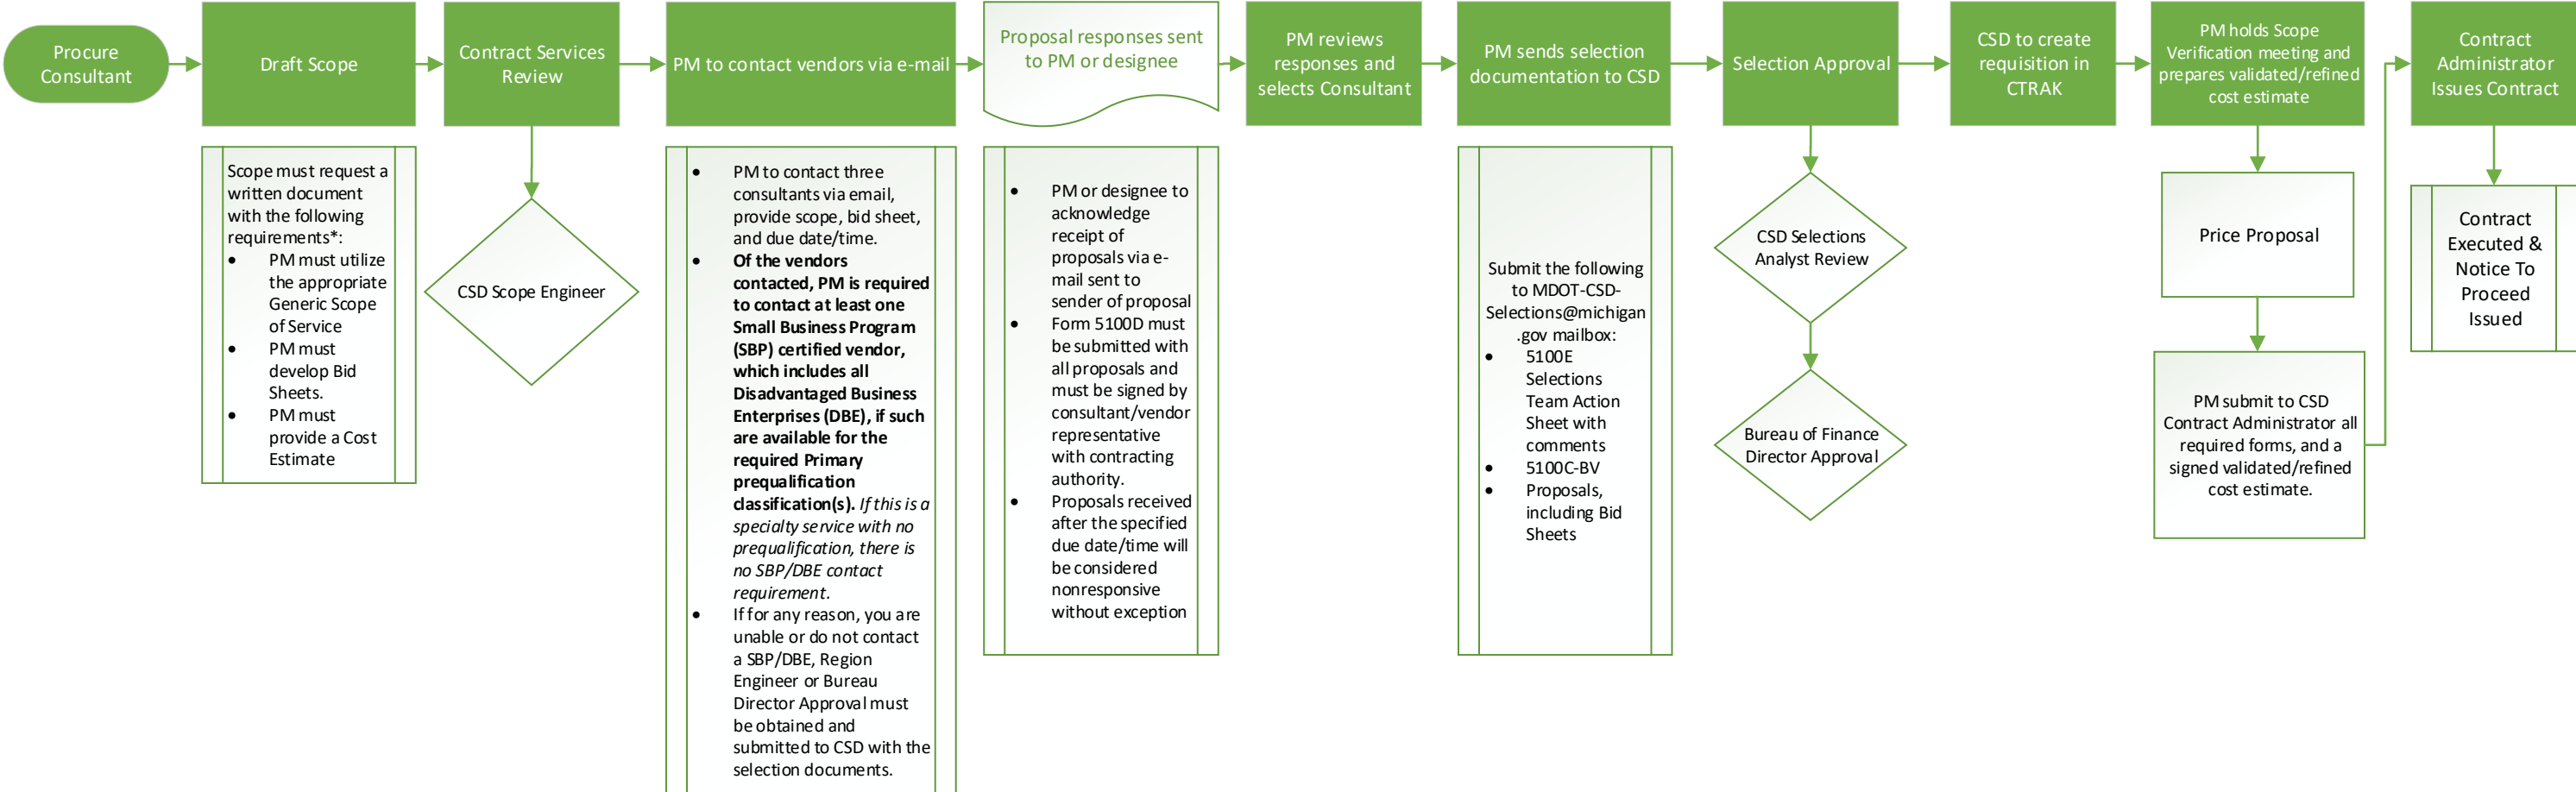 Procure
Consultant
Draft Scope
Contract Services
Review
PM to contact vendors via e-mail
Proposal responses sent
to PM or designee
PM reviews
responses and
selects Consultant
PM sends selection
documentation to CSD
Selection Approval
CSD to create
requisition in
CTRAK
PM holds Scope
Verification meeting and
prepares validated/refined
cost estimate
Contract
Administrator
Issues Contract
Scope must request a
written document
with the following
requirements*:
• PM must utilize
the appropriate
Generic Scope
of Service
• PM must
develop Bid
Sheets.
• PM must
provide a Cost
Estimate
CSD Scope Engineer
• PM to contact three
consultants via email,
provide scope, bid sheet,
and due date/time.
• Of the vendors
contacted, PM is required
to contact at least one
Small Business Program
(SBP) certified vendor,
which includes all
Disadvantaged Business
Enterprises (DBE), if such
are available for the
required Primary
prequalification
classification(s). If this is a
specialty service with no
prequalification, there is
no SBP/DBE contact
requirement.
• If for any reason, you are
unable or do not contact
a SBP/DBE, Region
Engineer or Bureau
Director Approval must
be obtained and
submitted to CSD with the
selection documents.
• PM or designee to
acknowledge
receipt of
proposals via e-
mail sent to
sender of proposal
• Form 5100D must
be submitted with
all proposals and
must be signed by
consultant/vendor
representative
with contracting
authority.
• Proposals received
after the specified
due date/time will
be considered
nonresponsive
without exception
Submit the following
to MDOT-CSD-
Selections@michigan
.gov mailbox:
• 5100E
Selections
Team Action
Sheet with
comments
• 5100C-BV
• Proposals,
including Bid
Sheets
CSD Selections
Analyst Review
Bureau of Finance
Director Approval
Price Proposal
PM submit to CSD
Contract Administrator all
required forms, and a
signed validated/refined
cost estimate.
Contract
Executed &
Notice To
Proceed
Issued